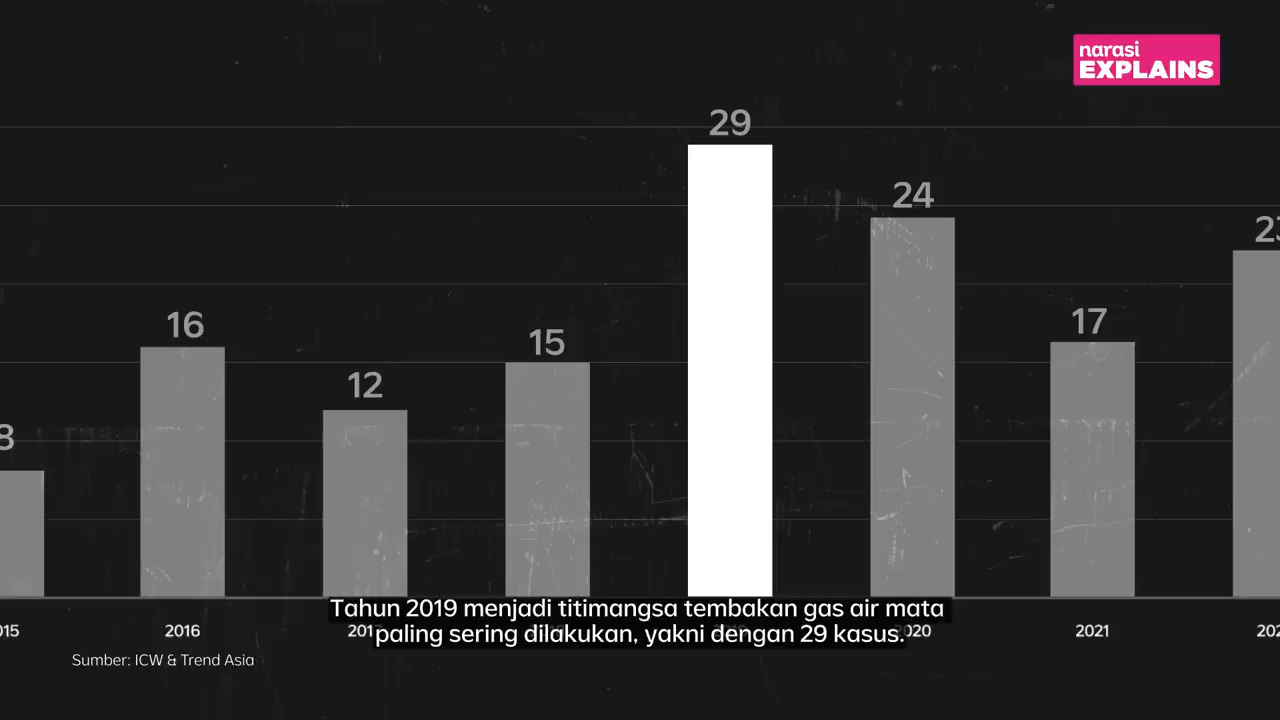 narasi
EXPLAINS
29
24
16
15
17
12
8
Tahun 2019 menjadi titimangsa tembakan gas air mata
paling sering dilakukan, yakni dengan 29 kasus.
2016
2021
Sumber: ICW & Trend Asia